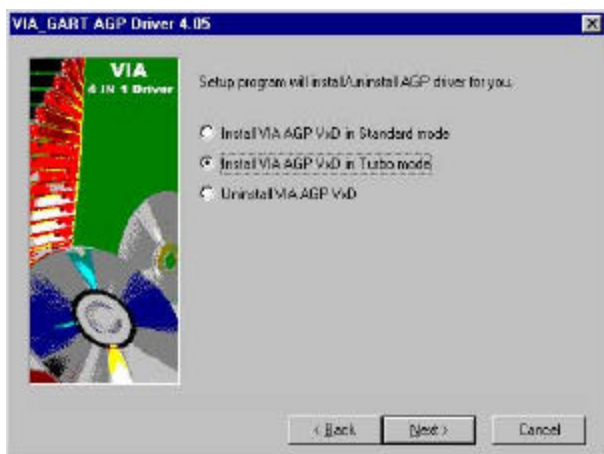 VIA_GART AGP Driver 4.05
VIA
4 IN 1 Driver
Setup program will install/uninstall AGP driver for you.
Install VIA AGP VxD in Standard mode
Install VIA AGP VxD in Turbo mode
Uninstall VIA AGP VxD
< Back
Next >
Cancel